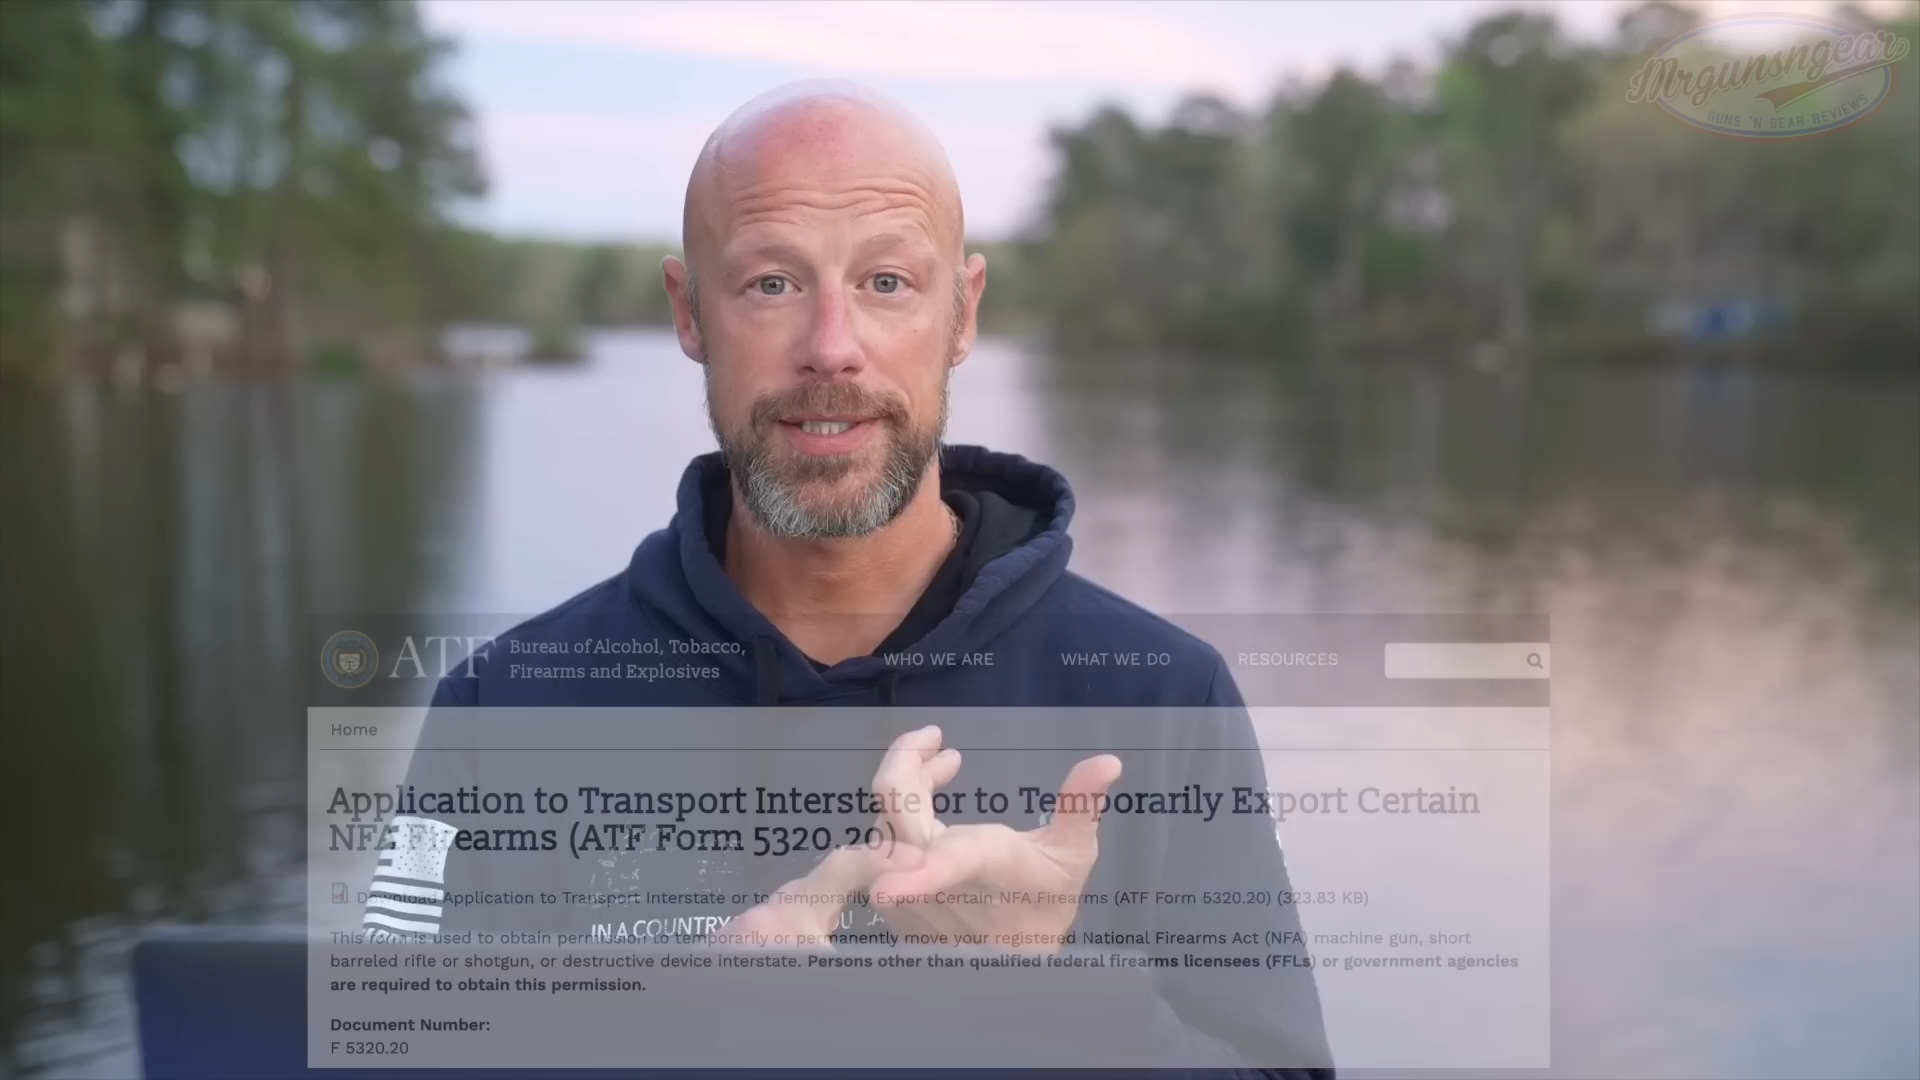 Mrgunsngear
GUNS 'N GEAR REVIEWS
ATF
Bureau of Alcohol, Tobacco,
Firearms and Explosives
WHO WE ARE
WHAT WE DO
RESOURCES
Home
Application to Transport Interstate or to Temporarily Export Certain
NFA Firearms (ATF Form 5320.20)
Download Application to Transport Interstate or to Temporarily Export Certain NFA Firearms (ATF Form 5320.20) (323.83 KB)
IN A COUNTRY
This form is used to obtain permission to temporarily or permanently move your registered National Firearms Act (NFA) machine gun, short
barreled rifle or shotgun, or destructive device interstate. Persons other than qualified federal firearms licensees (FFLs) or government agencies
are required to obtain this permission.
Document Number:
F 5320.20